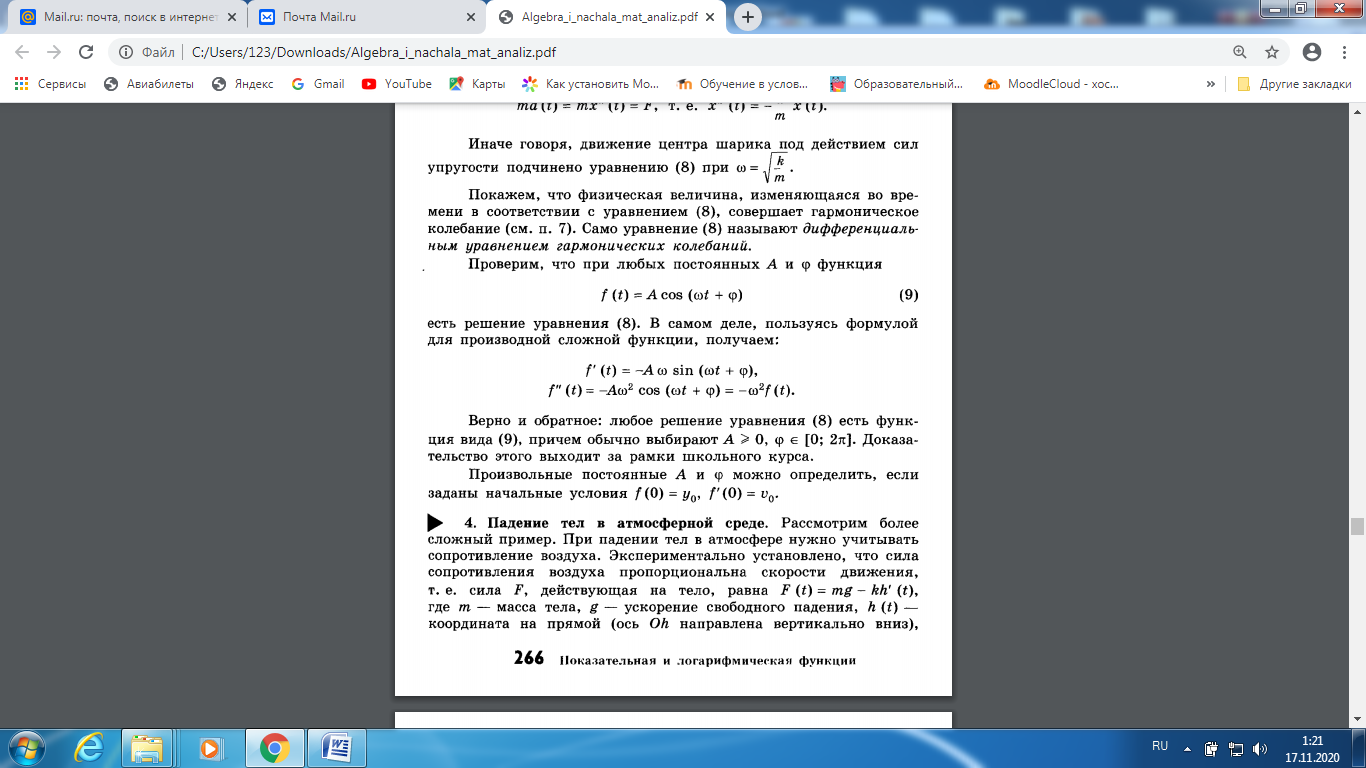 Mail.ru: почта, поиск в интернет
Почта Mail.ru
Algebra_i_nachala_mat_analiz.pdf
Файл
C:/Users/123/Downloads/Algebra_i_nachala_mat_analiz.pdf
Сервисы
Авиабилеты
Яндекс
Gmail
YouTube
Карты
Как установить Mo...
Обучение в услов...
Образовательный...
MoodleCloud - хос...
»
Другие закладки
ma (t) = mx″ (t) = F, т. е. x″ (t) = – /m x (t).
Иначе говоря, движение центра шарика под действием сил
упругости подчинено уравнению (8) при ω = √(k/m).
Покажем, что физическая величина, изменяющаяся во вре-
мени в соответствии с уравнением (8), совершает гармоническое
колебание (см. п. 7). Само уравнение (8) называют дифференциаль-
ным уравнением гармонических колебаний.
Проверим, что при любых постоянных A и φ функция
f (t) = A cos (ωt + φ) (9)
есть решение уравнения (8). В самом деле, пользуясь формулой
для производной сложной функции, получаем:
f′ (t) = –A ω sin (ωt + φ),
f″ (t) = –Aω² cos (ωt + φ) = –ω²f (t).
Верно и обратное: любое решение уравнения (8) есть функ-
ция вида (9), причем обычно выбирают A ⩾ 0, φ ∈ [0; 2π]. Доказа-
тельство этого выходит за рамки школьного курса.
Произвольные постоянные A и φ можно определить, если
заданы начальные условия f (0) = y₀, f′ (0) = v₀.
▶ 4. Падение тел в атмосферной среде. Рассмотрим более
сложный пример. При падении тел в атмосфере нужно учитывать
сопротивление воздуха. Экспериментально установлено, что сила
сопротивления воздуха пропорциональна скорости движения,
т. е. сила F, действующая на тело, равна F (t) = mg – kh′ (t),
где m — масса тела, g — ускорение свободного падения, h (t) —
координата на прямой (ось Oh направлена вертикально вниз),
266 Показательная и логарифмическая функции
RU
1:21
17.11.2020